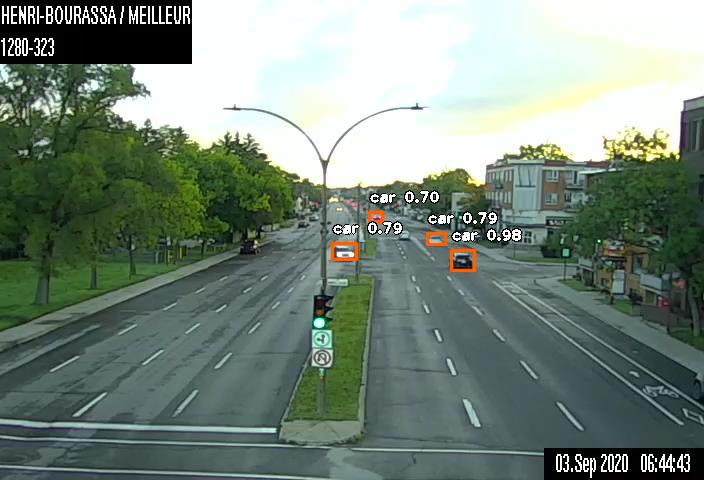 HENRI-BOURASSA / MEILLEUR
1280-323
car 0.70
car 0.79
car 0.79
car 0.98
03.Sep 2020 06:44:43